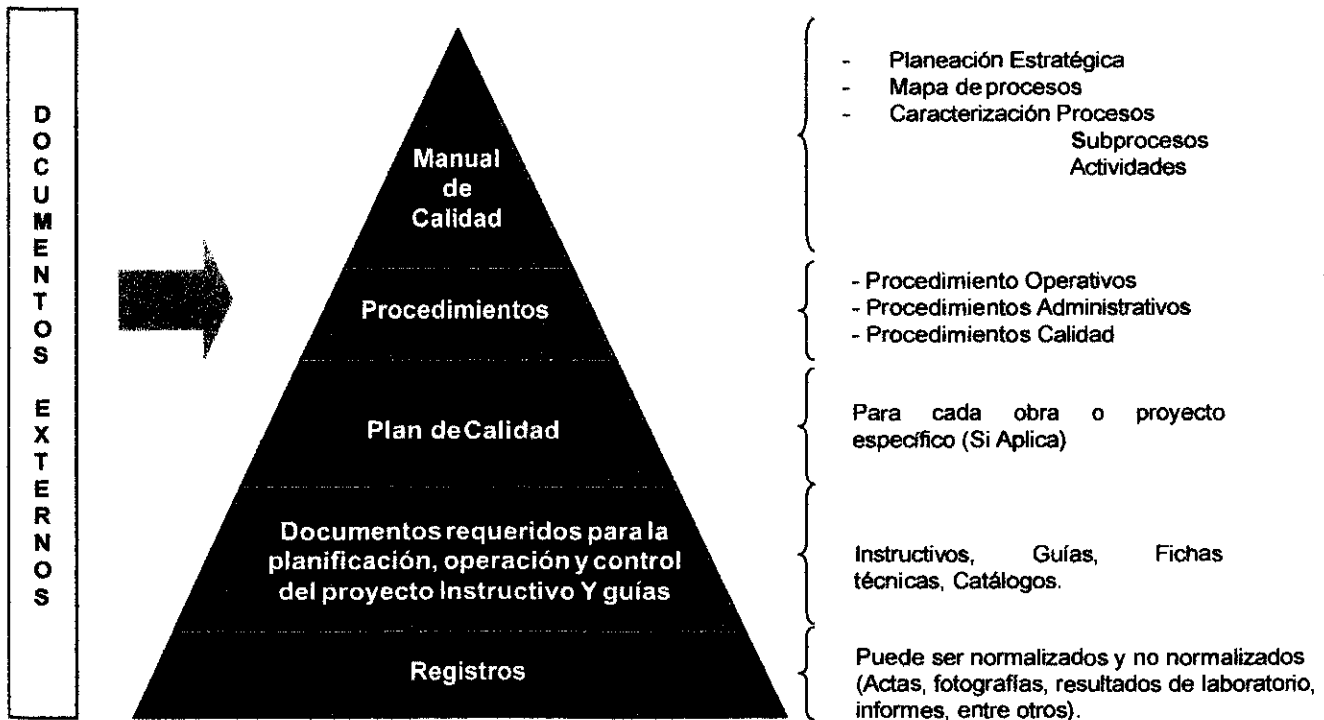 DOCUMENTOS EXTERNOS
Manual
de
Calidad
- Planeación Estratégica
- Mapa de procesos
- Caracterización Procesos
Subprocesos
Actividades
Procedimientos
- Procedimiento Operativos
- Procedimientos Administrativos
- Procedimientos Calidad
Plan de Calidad
Para cada obra o proyecto
específico (Si Aplica)
Documentos requeridos para la
planificación, operación y control
del proyecto Instructivo Y guías
Instructivos, Guías, Fichas
técnicas, Catálogos.
Registros
Puede ser normalizados y no normalizados
(Actas, fotografías, resultados de laboratorio,
informes, entre otros).